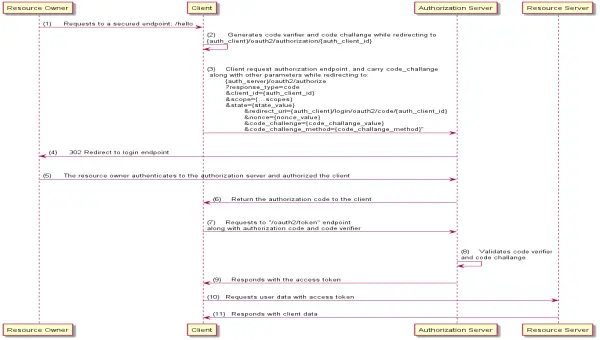 Resource Owner
Client
Authorization Server
Resource Server
(1) Requests to a secured endpoint: /hello
(2) Generates code verifier and code challange while redirecting to
{auth_client}/oauth2/authorization/{auth_client_id}
(3) Client request authorization endpoint, and carry code_challange
along with other parameters while redirecting to:
{auth_server}/oauth2/authorize
?response_type=code
&client_id={auth_client_id}
&scope={...scopes}
&state={state_value}
&redirect_uri={auth_client}/login/oauth2/code/{auth_client_id}
&nonce={nonce_value}
&code_challenge={code_challange_value}
&code_challenge_method={code_challange_method}"
(4) 302 Redirect to login endpoint
(5) The resource owner authenticates to the authorization server and authorized the client
(6) Return the authorization code to the client
(7) Requests to "/oauth2/token" endpoint
along with authorization code and code verifier
(8) Validates code verifier
and code challange
(9) Responds with the access token
(10) Requests user data with access token
(11) Responds with client data
Resource Owner
Client
Authorization Server
Resource Server